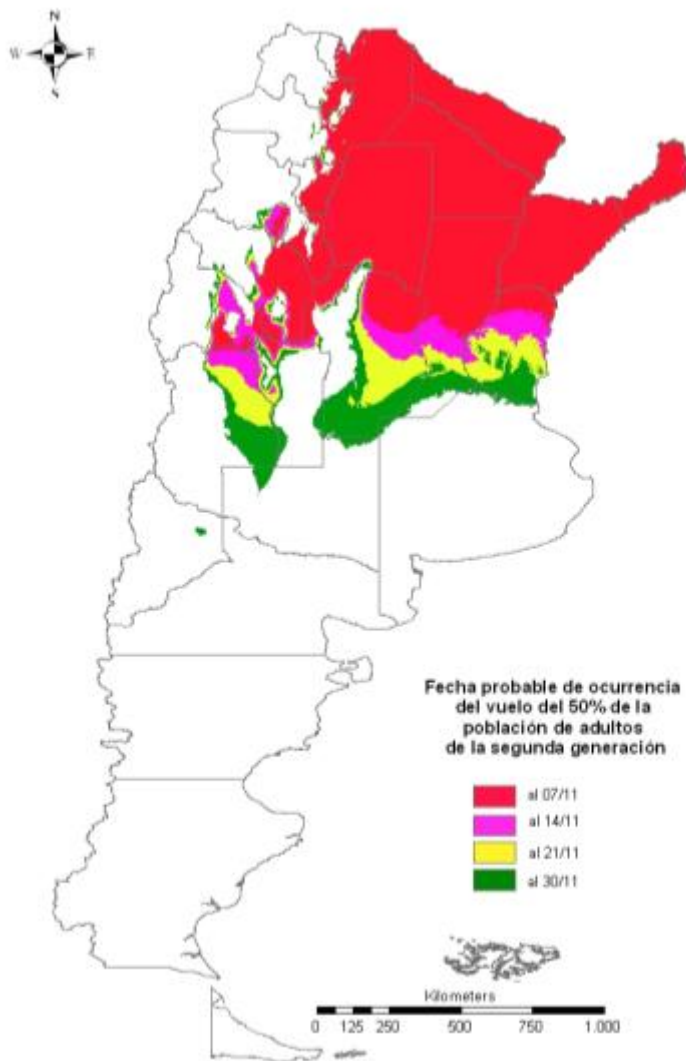 N
W E
S
Fecha probable de ocurrencia
del vuelo del 50% de la
población de adultos
de la segunda generación
al 07/11
al 14/11
al 21/11
al 30/11
Kilometers
0 125 250 500 750 1.000